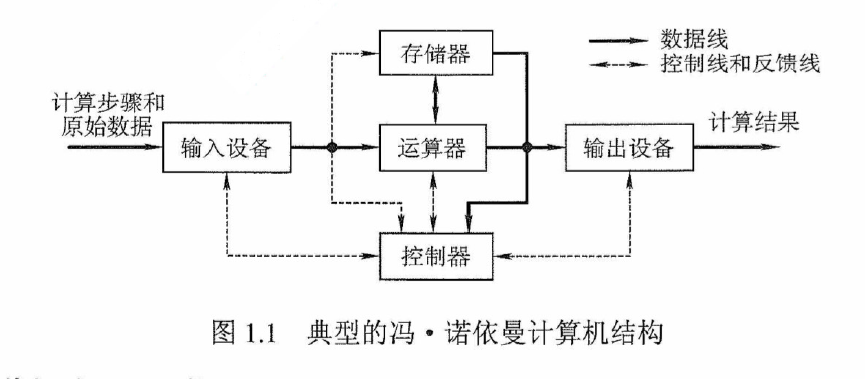 存储器
数据线
控制线和反馈线
计算步骤和
原始数据
输入设备
运算器
输出设备
计算结果
控制器
图 1.1 典型的冯·诺依曼计算机结构